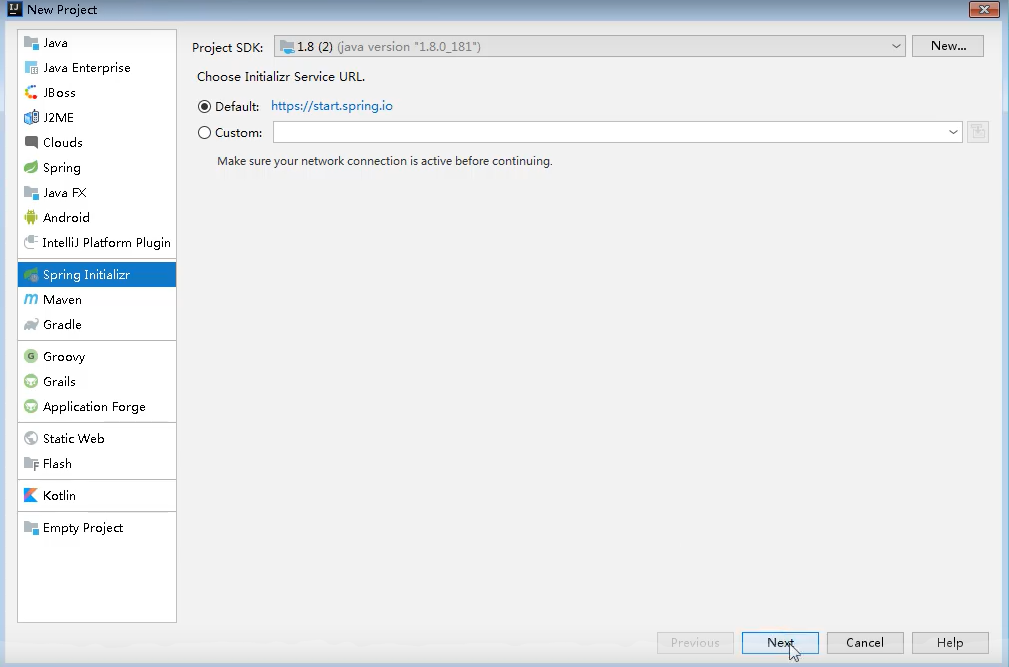 New Project
Java
Java Enterprise
JBoss
J2ME
Clouds
Spring
Java FX
Android
IntelliJ Platform Plugin
Spring Initializr
Maven
Gradle
Groovy
Grails
Application Forge
Static Web
Flash
Kotlin
Empty Project
Project SDK: 1.8 (2) (java version "1.8.0_181") New...
Choose Initializr Service URL.
Default: https://start.spring.io
Custom:
Make sure your network connection is active before continuing.
Previous Next Cancel Help